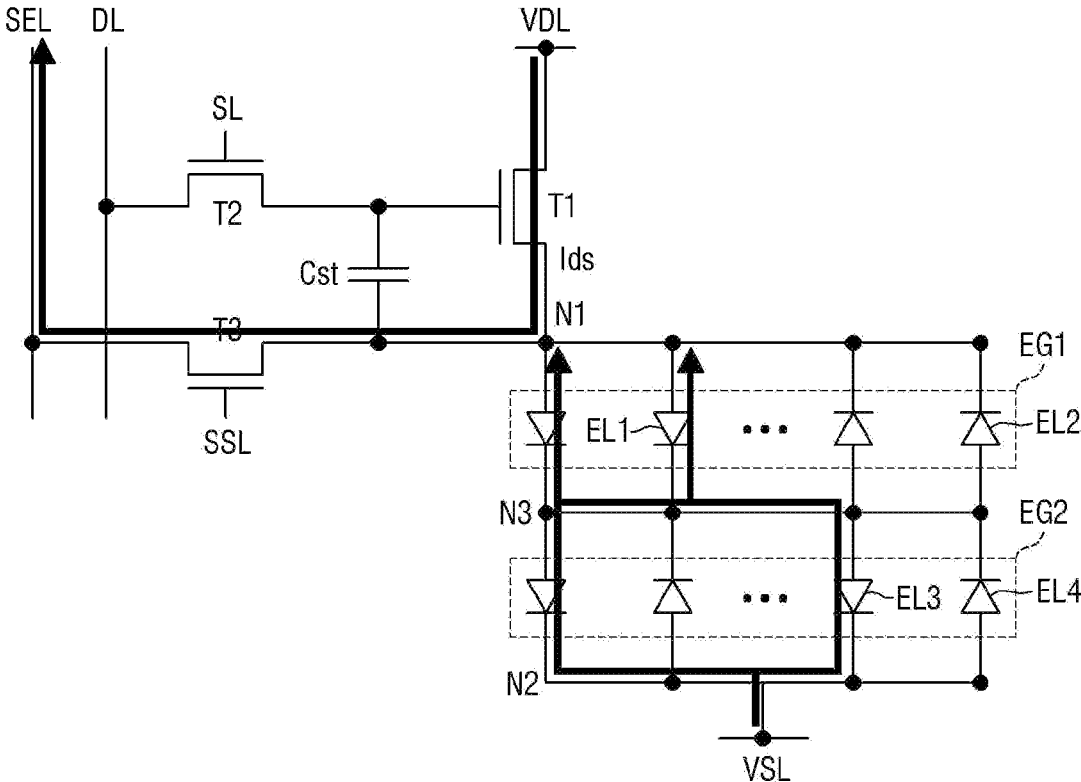 SEL DL VDL
SL
T2
T1
Cst
Ids
T3
N1
SSL
EG1
EL1
EL2
N3
EG2
EL3
EL4
N2
VSL